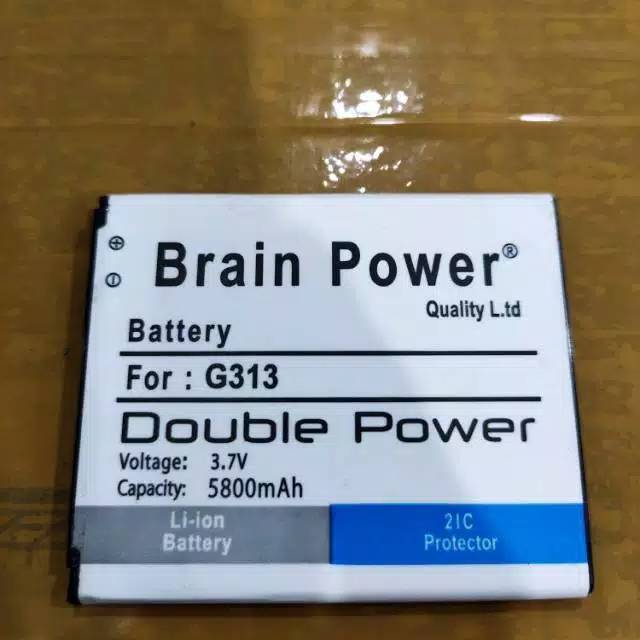 Brain Power®
Quality L.td
Battery
For : G313
Double Power
Voltage: 3.7V
Capacity: 5800mAh
Li-ion
Battery
2IC
Protector